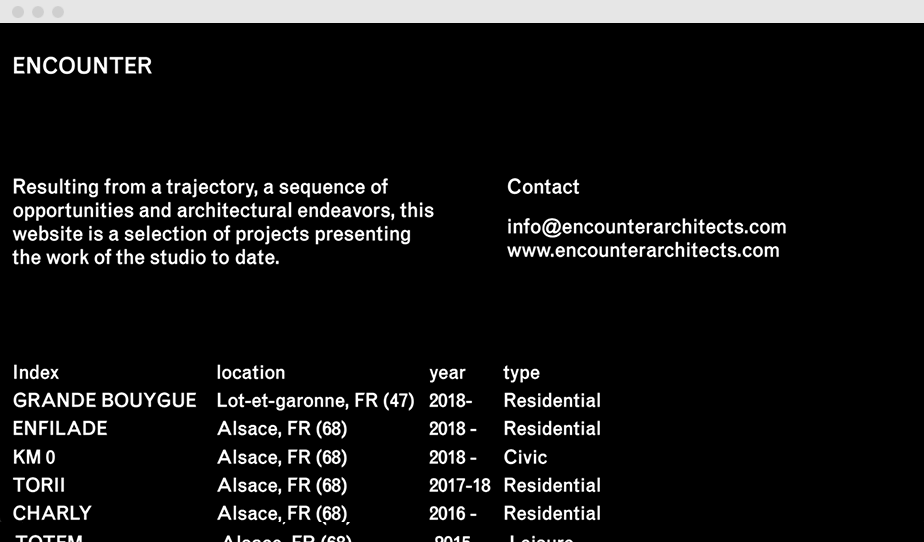 ENCOUNTER
Resulting from a trajectory, a sequence of
opportunities and architectural endeavors, this
website is a selection of projects presenting
the work of the studio to date.
Contact
info@encounterarchitects.com
www.encounterarchitects.com
Index location year type
GRANDE BOUYGUE Lot-et-garonne, FR (47) 2018- Residential
ENFILADE Alsace, FR (68) 2018 - Residential
KM 0 Alsace, FR (68) 2018 - Civic
TORII Alsace, FR (68) 2017-18 Residential
CHARLY Alsace, FR (68) 2016 - Residential
TOTEM Alsace, FR (68) 2015 Leisure